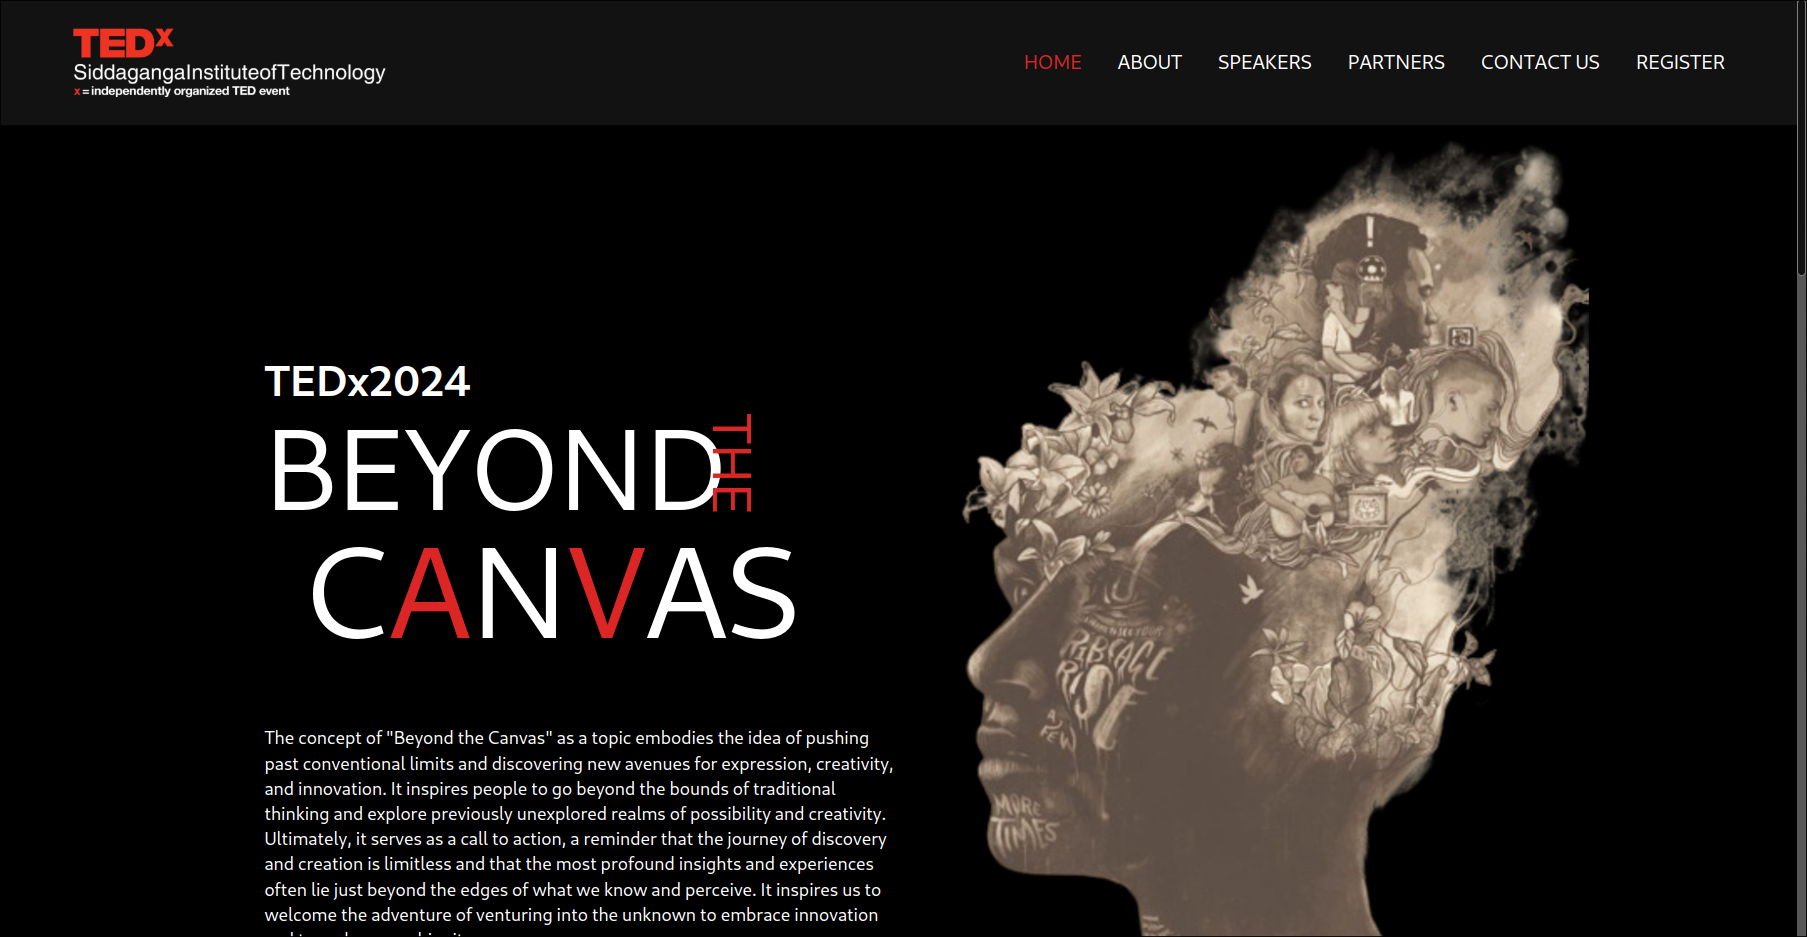 TEDx
SiddagangaInstituteofTechnology
x = independently organized TED event
HOME ABOUT SPEAKERS PARTNERS CONTACT US REGISTER
TEDx2024
BEYOND THE
CANVAS
The concept of "Beyond the Canvas" as a topic embodies the idea of pushing
past conventional limits and discovering new avenues for expression, creativity,
and innovation. It inspires people to go beyond the bounds of traditional
thinking and explore previously unexplored realms of possibility and creativity.
Ultimately, it serves as a call to action, a reminder that the journey of discovery
and creation is limitless and that the most profound insights and experiences
often lie just beyond the edges of what we know and perceive. It inspires us to
welcome the adventure of venturing into the unknown to embrace innovation
RIBCAGE
RISE
A
FEW
MORE
TIMES